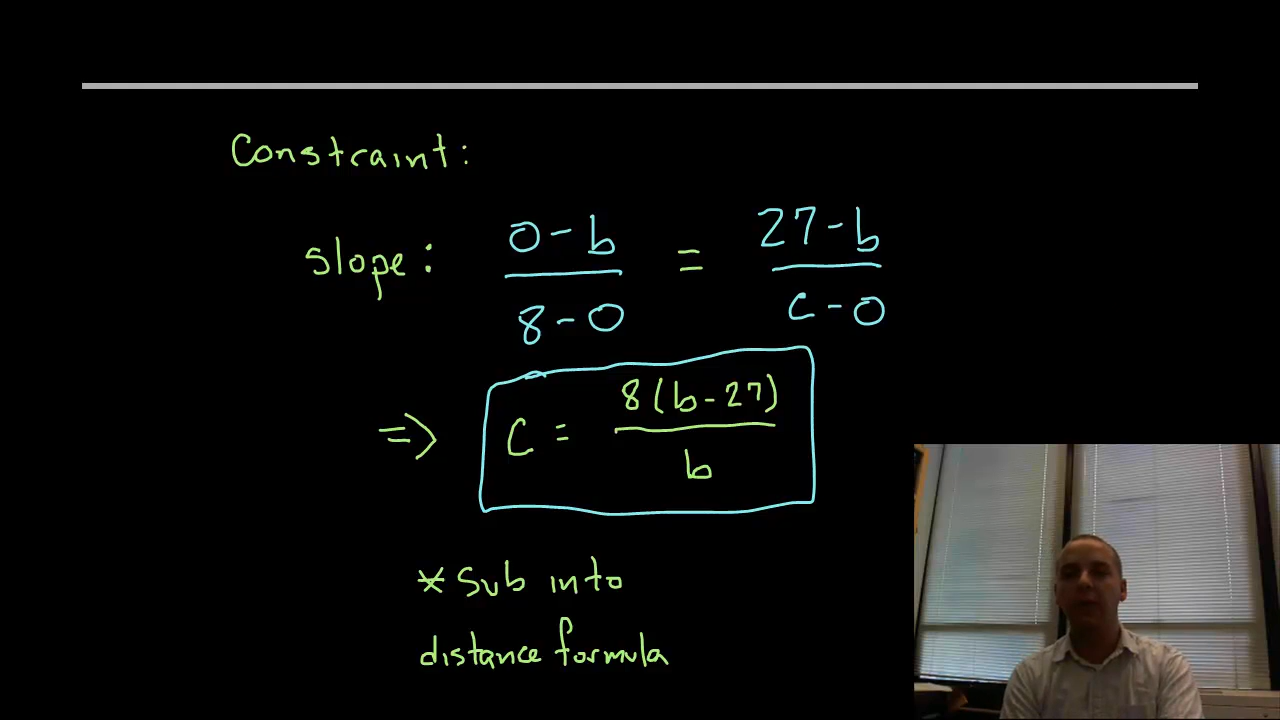 Constraint:
slope: 0-b / 8-0 = 27-b / c-0
=> c = 8(b-27) / b
* Sub into
distance formula